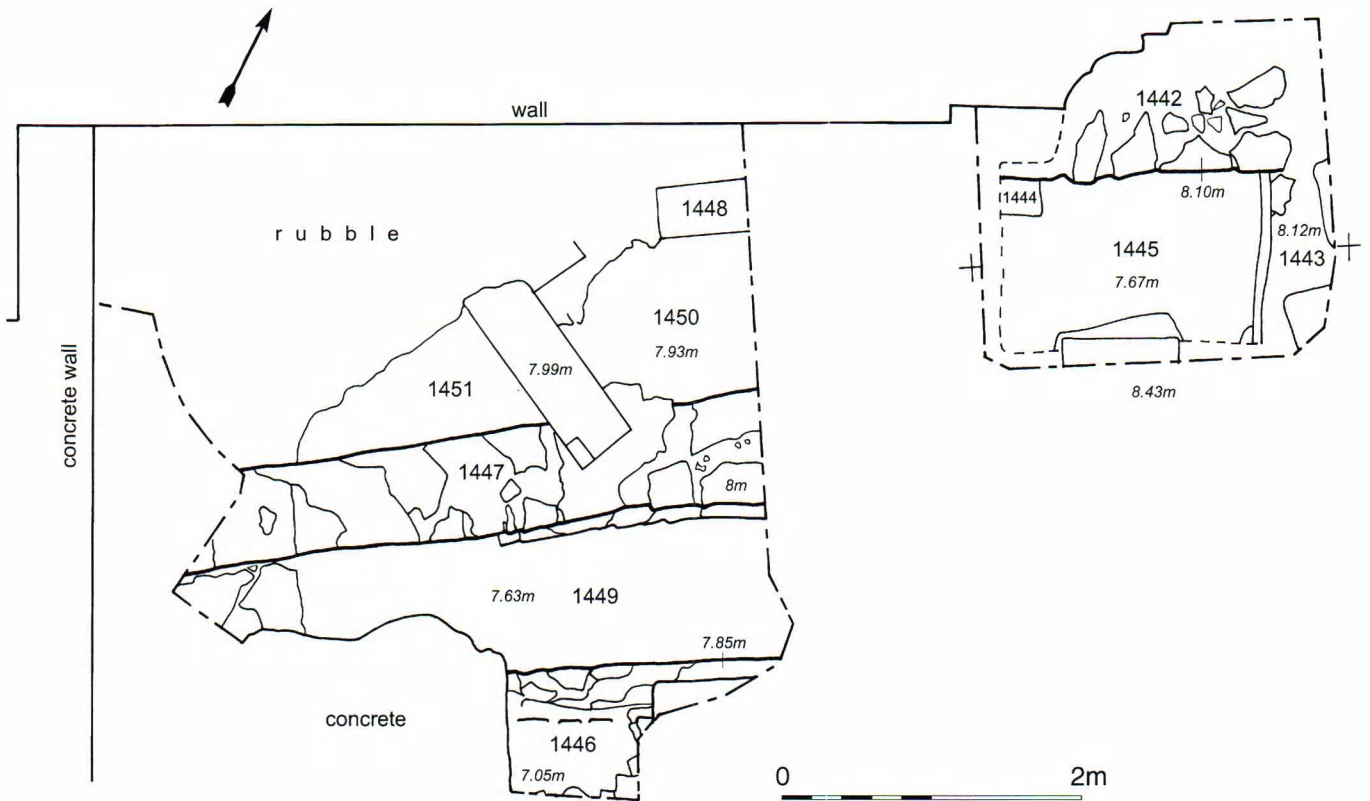 wall
1442
1448
1444
8.10m
rubble
8.12m
1443
1445
7.67m
1450
7.93m
7.99m
1451
8.43m
concrete wall
1447
8m
7.63m 1449
7.85m
concrete
1446
7.05m
0 2m